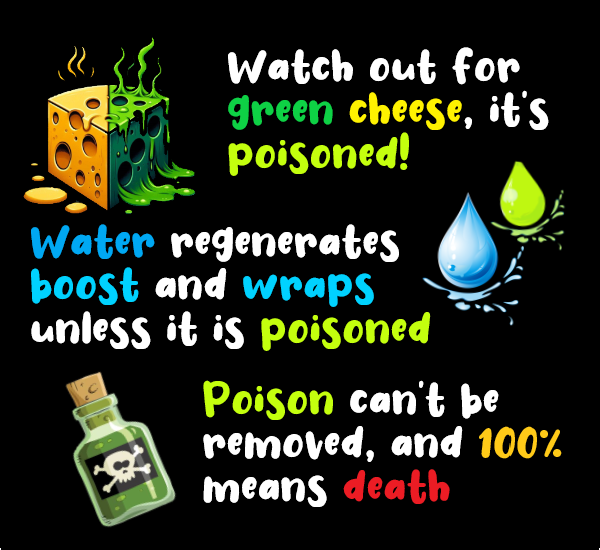 Watch out for
green cheese, it's
poisoned!
Water regenerates
boost and wraps
unless it is poisoned
Poison can't be
removed, and 100%
means death